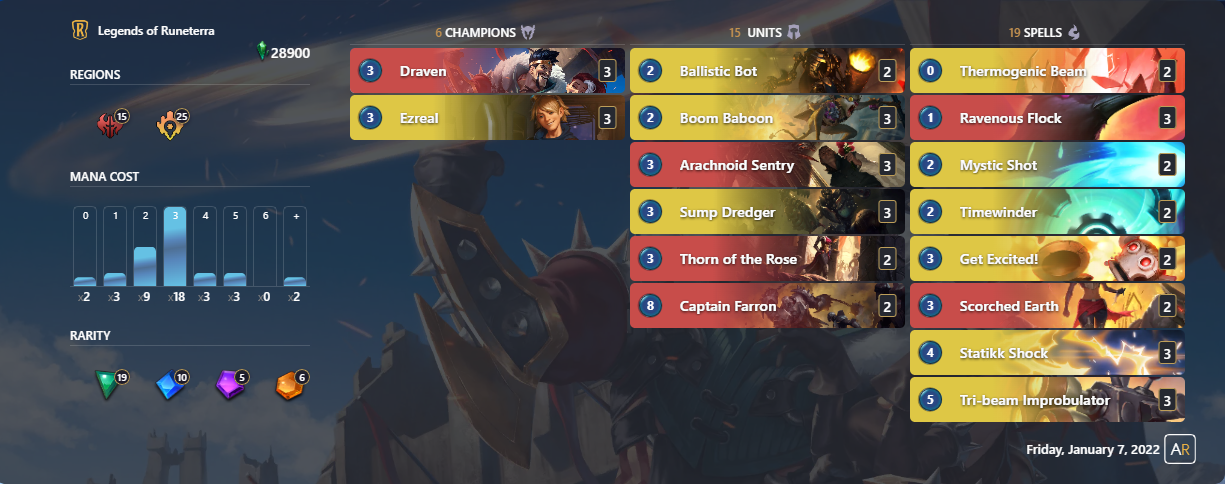 Legends of Runeterra
28900
REGIONS
15 25
MANA COST
0 1 2 3 4 5 6 +
x2 x3 x9 x18 x3 x3 x0 x2
RARITY
19 10 5 6
6 CHAMPIONS
3 Draven 3
3 Ezreal 3
15 UNITS
2 Ballistic Bot 2
2 Boom Baboon 3
3 Arachnoid Sentry 3
3 Sump Dredger 3
3 Thorn of the Rose 2
8 Captain Farron 2
19 SPELLS
0 Thermogenic Beam 2
1 Ravenous Flock 3
2 Mystic Shot 2
2 Timewinder 2
3 Get Excited! 2
3 Scorched Earth 2
4 Statikk Shock 3
5 Tri-beam Improbulator 3
Friday, January 7, 2022 AR